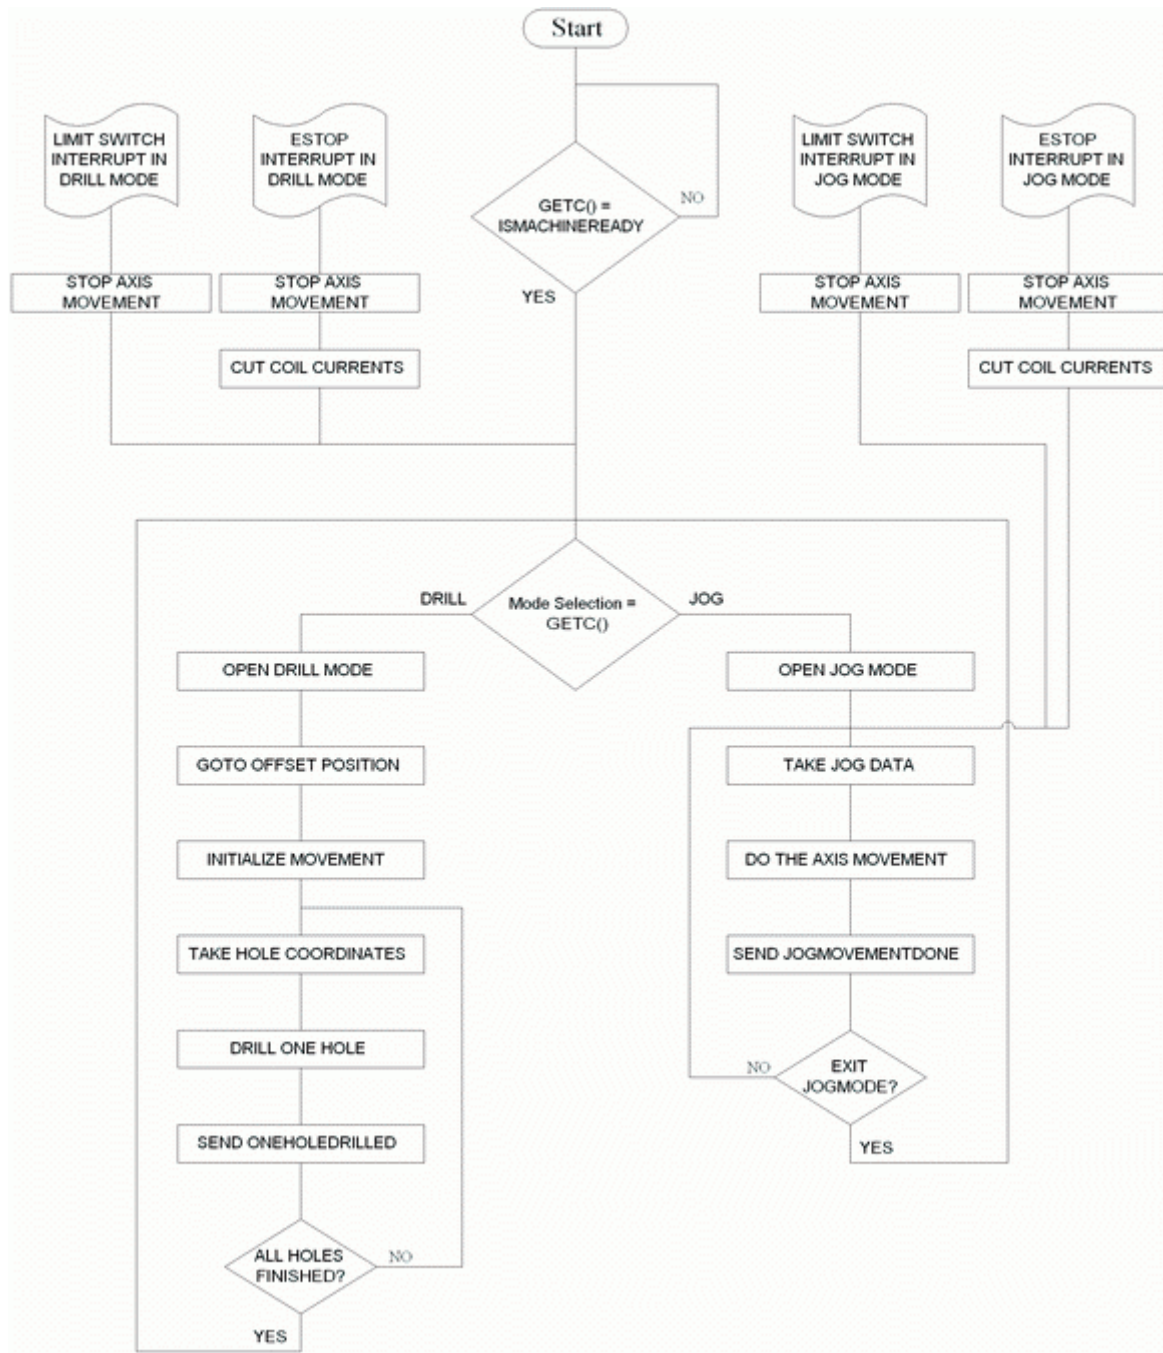 Start
LIMIT SWITCH
INTERRUPT IN
DRILL MODE
ESTOP
INTERRUPT IN
DRILL MODE
GETC() =
ISMACHINEREADY
NO
YES
LIMIT SWITCH
INTERRUPT IN
JOG MODE
ESTOP
INTERRUPT IN
JOG MODE
STOP AXIS
MOVEMENT
STOP AXIS
MOVEMENT
STOP AXIS
MOVEMENT
STOP AXIS
MOVEMENT
CUT COIL CURRENTS
CUT COIL CURRENTS
DRILL
Mode Selection =
GETC()
JOG
OPEN DRILL MODE
GOTO OFFSET POSITION
INITIALIZE MOVEMENT
TAKE HOLE COORDINATES
DRILL ONE HOLE
SEND ONEHOLEDRILLED
ALL HOLES
FINISHED?
NO
YES
OPEN JOG MODE
TAKE JOG DATA
DO THE AXIS MOVEMENT
SEND JOGMOVEMENTDONE
EXIT
JOGMODE?
NO
YES